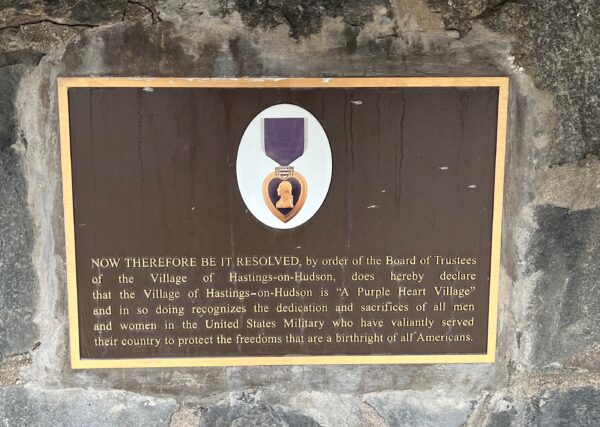 NOW THEREFORE BE IT RESOLVED, by order of the Board of Trustees
of the Village of Hastings-on-Hudson, does hereby declare
that the Village of Hastings-on-Hudson is “A Purple Heart Village”
and in so doing recognizes the dedication and sacrifices of all men
and women in the United States Military who have valiantly served
their country to protect the freedoms that are a birthright of all Americans.